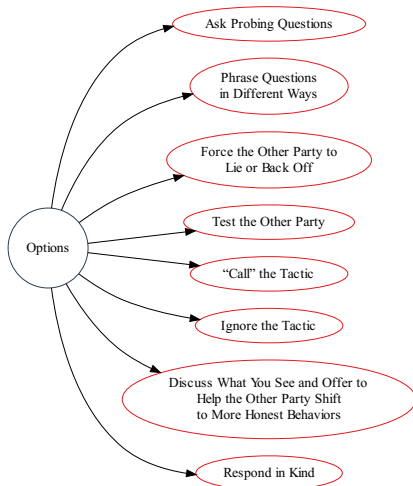 Ask Probing Questions
Phrase Questions
in Different Ways
Force the Other Party to
Lie or Back Off
Test the Other Party
Options
“Call” the Tactic
Ignore the Tactic
Discuss What You See and Offer to
Help the Other Party Shift
to More Honest Behaviors
Respond in Kind